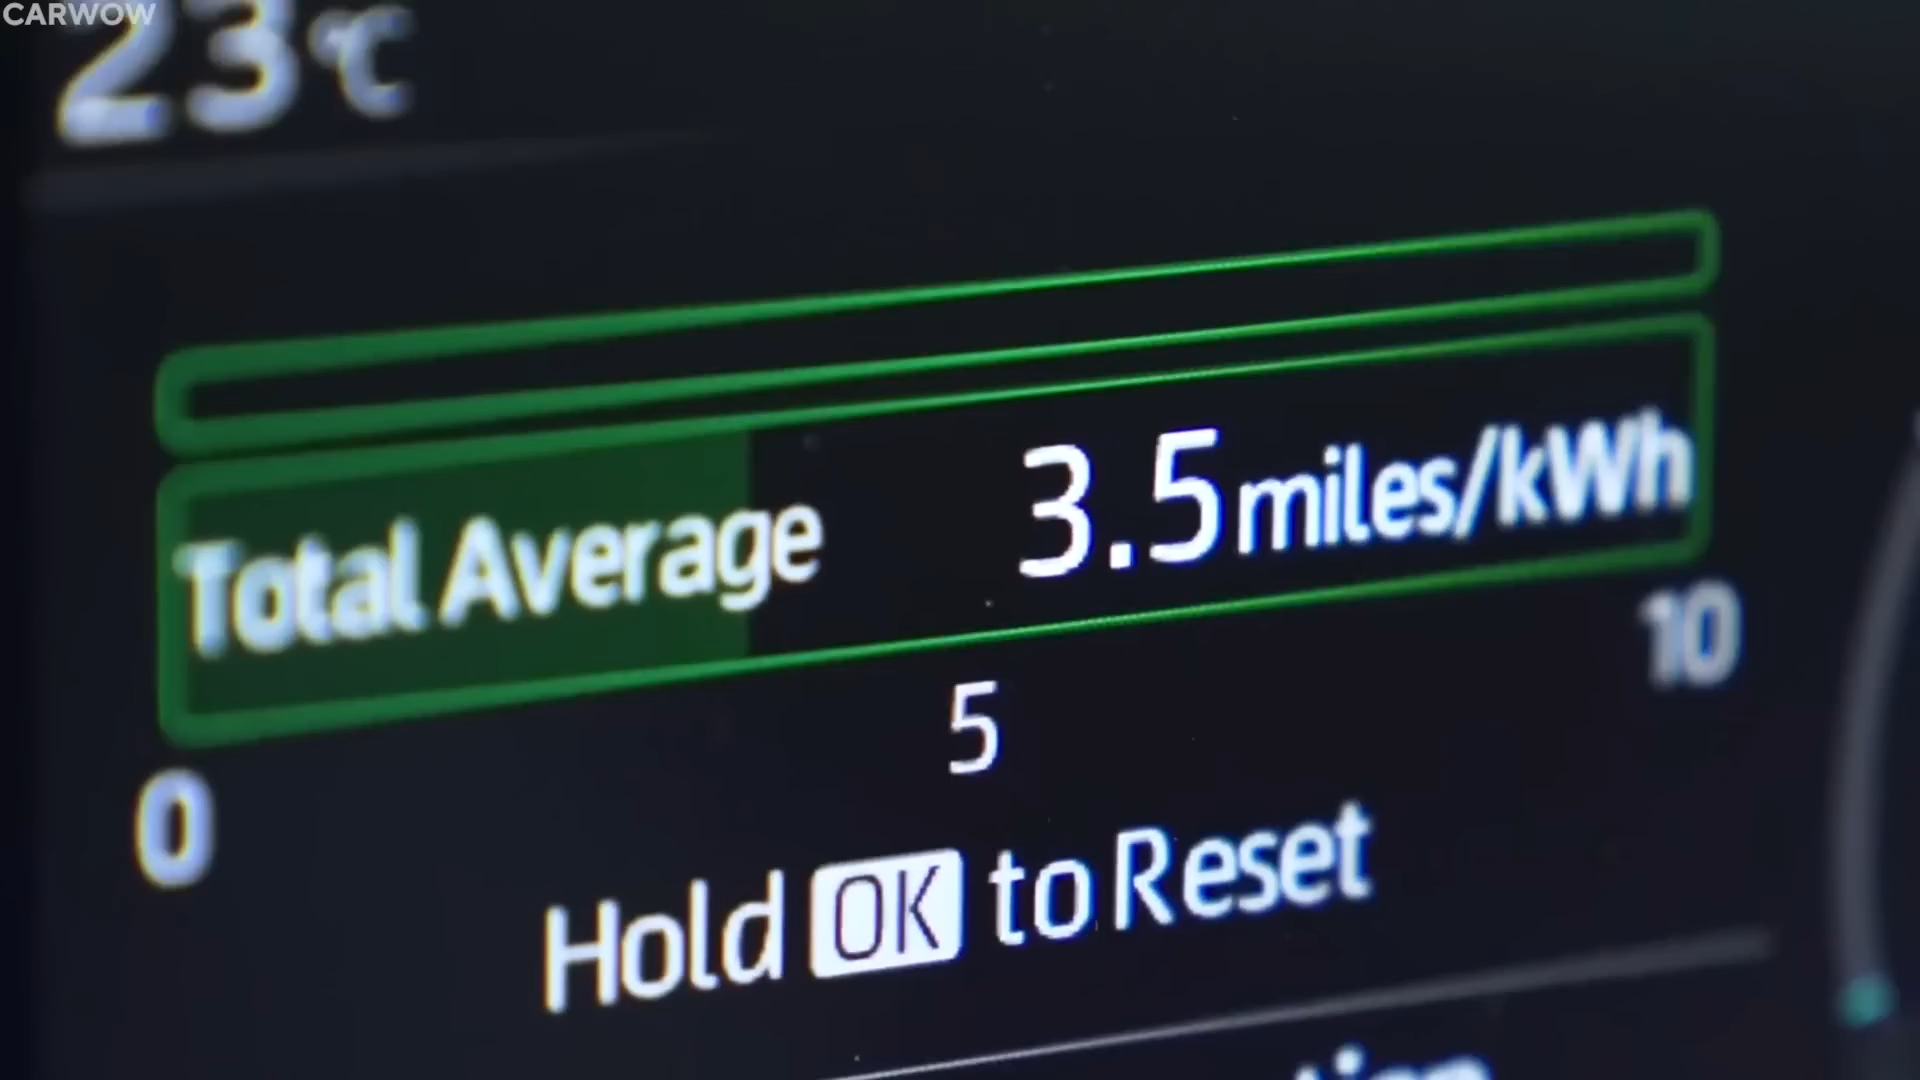 CARWOW
23°C
Total Average 3.5 miles/kWh
0 5 10
Hold OK to Reset